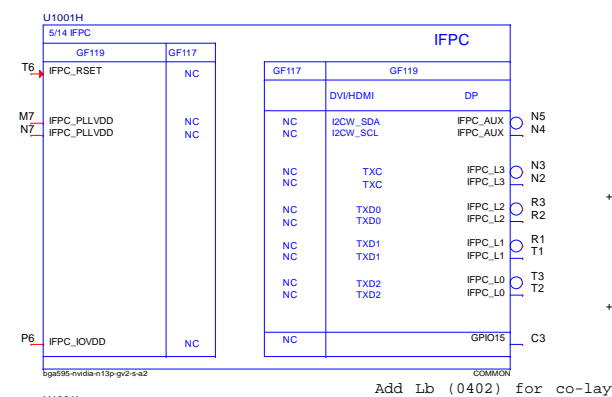 U1001H
5/14 IFPC
IFPC
GF119 GF117
T6 IFPC_RSET NC
GF117 GF119
DVI/HDMI DP
M7 IFPC_PLLVDD NC
N7 IFPC_PLLVDD NC
NC I2CW_SDA IFPC_AUX N5
NC I2CW_SCL IFPC_AUX N4
NC TXC IFPC_L3 N3
NC TXC IFPC_L3 N2
NC TXD0 IFPC_L2 R3
NC TXD0 IFPC_L2 R2
+
NC TXD1 IFPC_L1 R1
NC TXD1 IFPC_L1 T1
NC TXD2 IFPC_L0 T3
NC TXD2 IFPC_L0 T2
+
P6 IFPC_IOVDD NC
NC GPIO15 C3
bga595-nvidia-n13p-gv2-s-a2 COMMON
Add Lb (0402) for co-lay